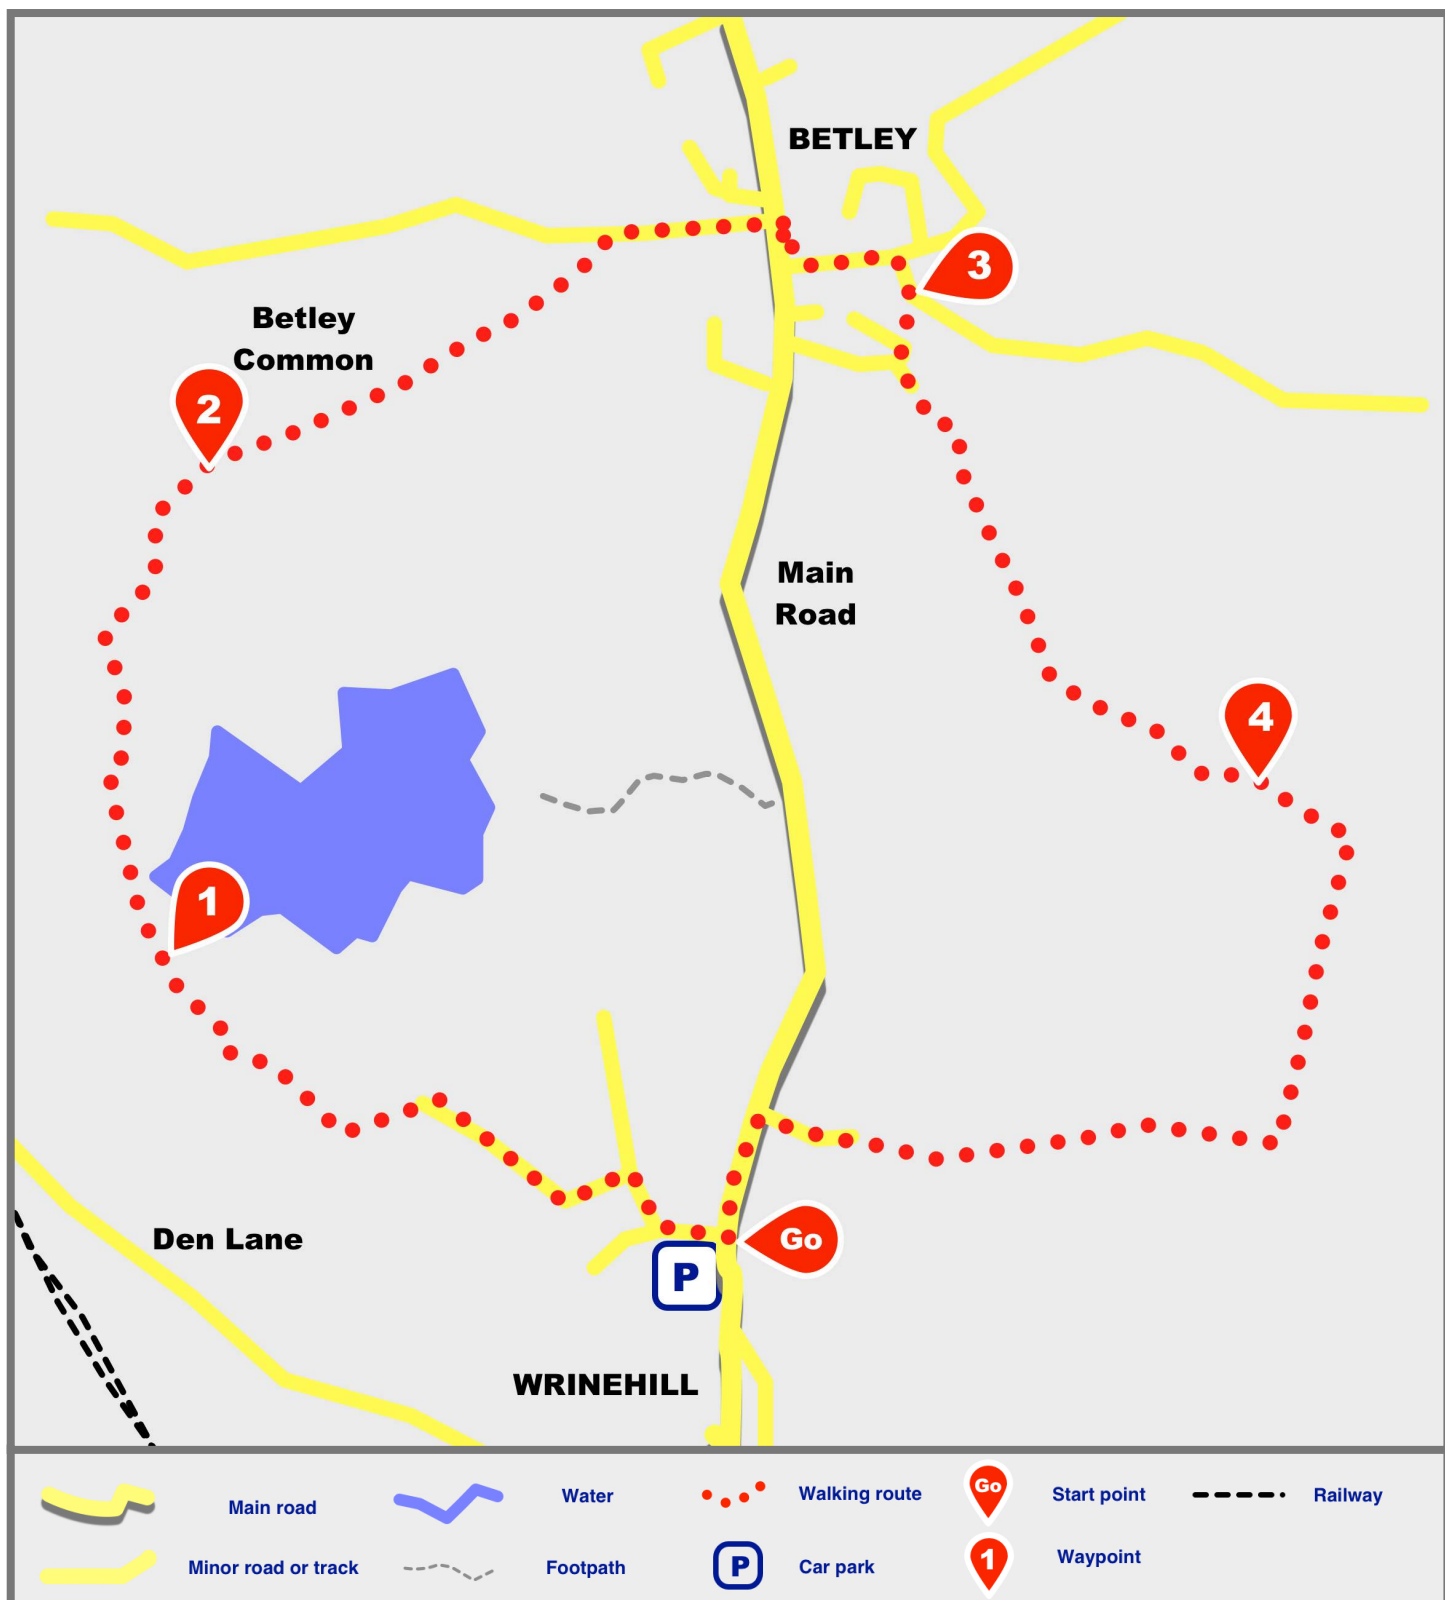 BETLEY
3
Betley
Common
2
Main
Road
4
1
Den Lane
Go
P
WRINEHILL
Main road
Water
Walking route
Go
Start point
Railway
Minor road or track
Footpath
P
Car park
1
Waypoint